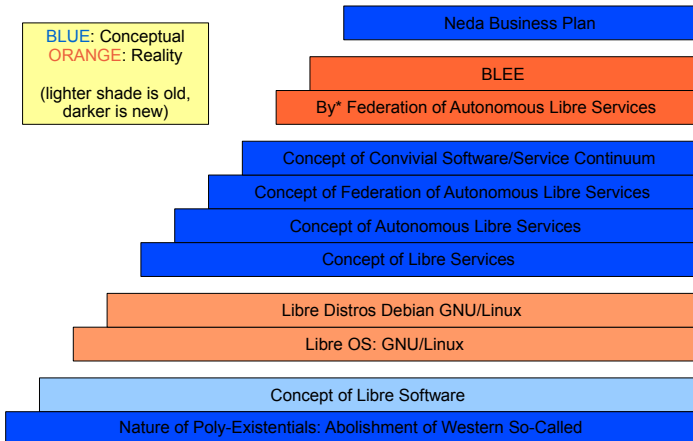 BLUE: Conceptual
ORANGE: Reality
(lighter shade is old,
darker is new)
Neda Business Plan
BLEE
By* Federation of Autonomous Libre Services
Concept of Convivial Software/Service Continuum
Concept of Federation of Autonomous Libre Services
Concept of Autonomous Libre Services
Concept of Libre Services
Libre Distros Debian GNU/Linux
Libre OS: GNU/Linux
Concept of Libre Software
Nature of Poly-Existentials: Abolishment of Western So-Called